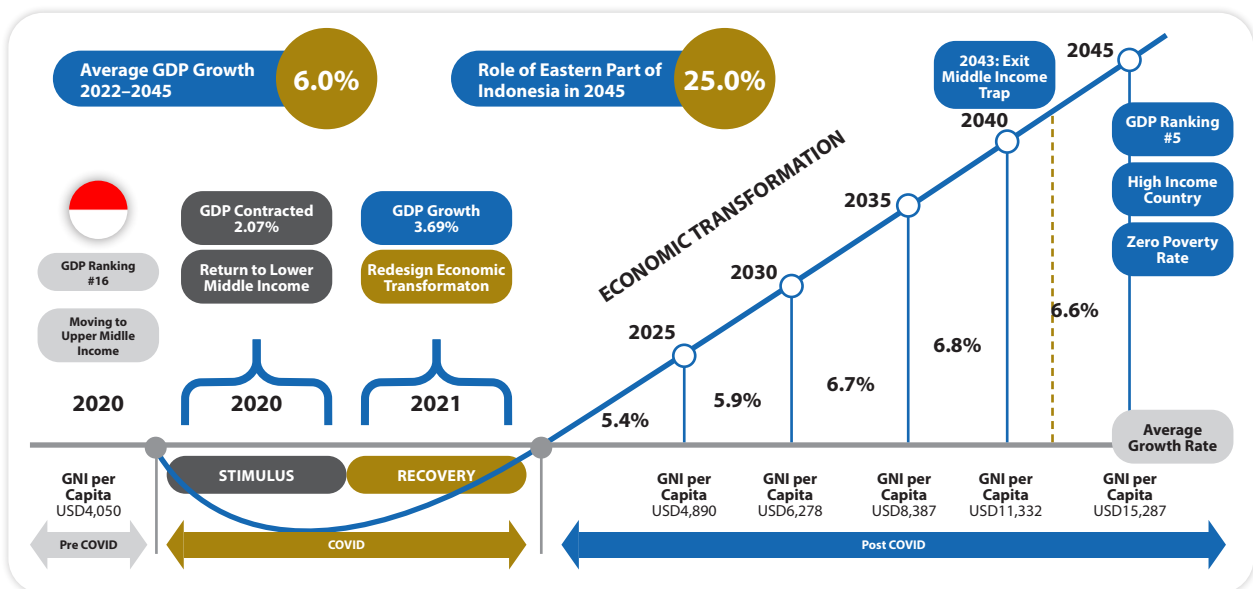 Average GDP Growth
2022–2045
6.0%
Role of Eastern Part of
Indonesia in 2045
25.0%
2043: Exit
Middle Income
Trap
2045
2040
2035
2030
2025
ECONOMIC TRANSFORMATION
GDP Ranking
#5
High Income
Country
Zero Poverty
Rate
GDP Ranking
#16
Moving to
Upper Midlle
Income
2020
GDP Contracted
2.07%
Return to Lower
Middle Income
2020
GDP Growth
3.69%
Redesign Economic
Transformaton
2021
5.4%
5.9%
6.7%
6.8%
6.6%
Average
Growth Rate
STIMULUS
RECOVERY
GNI per
Capita
USD4,050
GNI per
Capita
USD4,890
GNI per
Capita
USD6,278
GNI per
Capita
USD8,387
GNI per
Capita
USD11,332
GNI per
Capita
USD15,287
Pre COVID
COVID
Post COVID